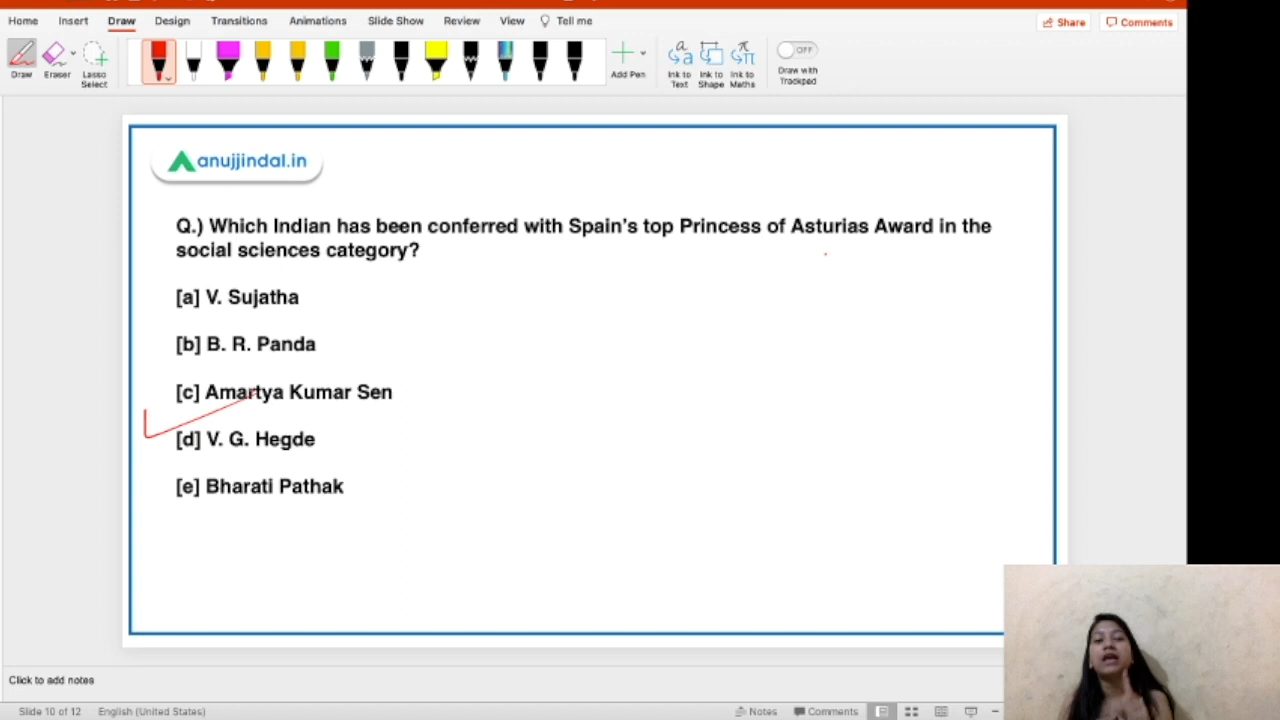 Home Insert Draw Design Transitions Animations Slide Show Review View Tell me
Share Comments
Draw Eraser Lasso Select Add Pen Ink to Text Ink to Shape Ink to Maths OFF Draw with Trackpad
anujjindal.in
Q.) Which Indian has been conferred with Spain's top Princess of Asturias Award in the
social sciences category?
[a] V. Sujatha
[b] B. R. Panda
[c] Amartya Kumar Sen
[d] V. G. Hegde
[e] Bharati Pathak
Click to add notes
Slide 10 of 12 English (United States) Notes Comments